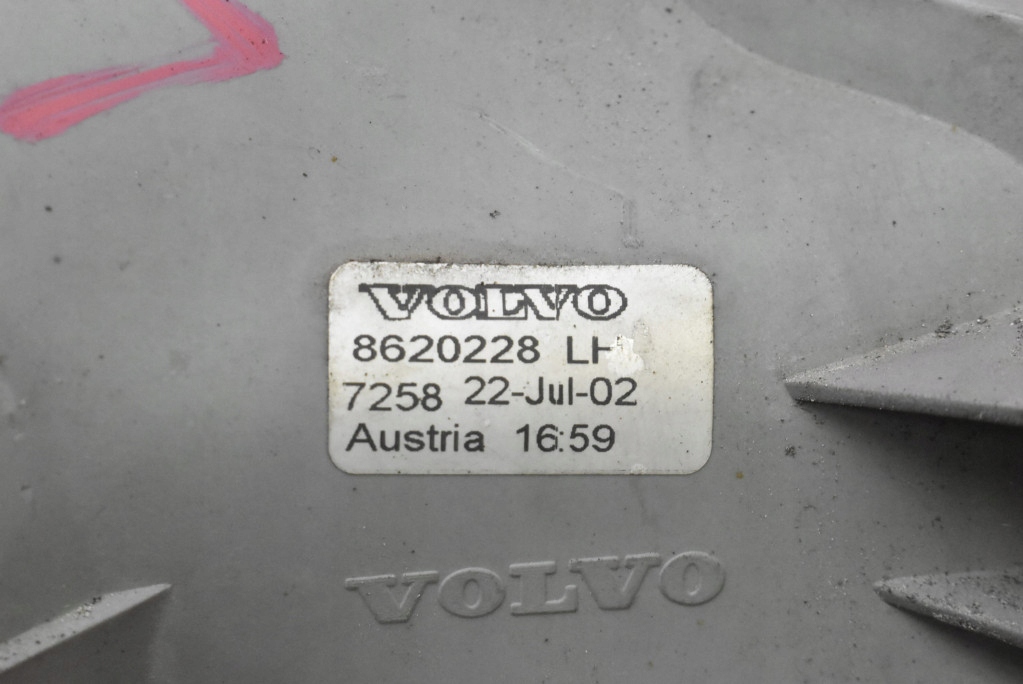 VOLVO
8620228 LH
7258 22-Jul-02
Austria 16:59
VOLVO